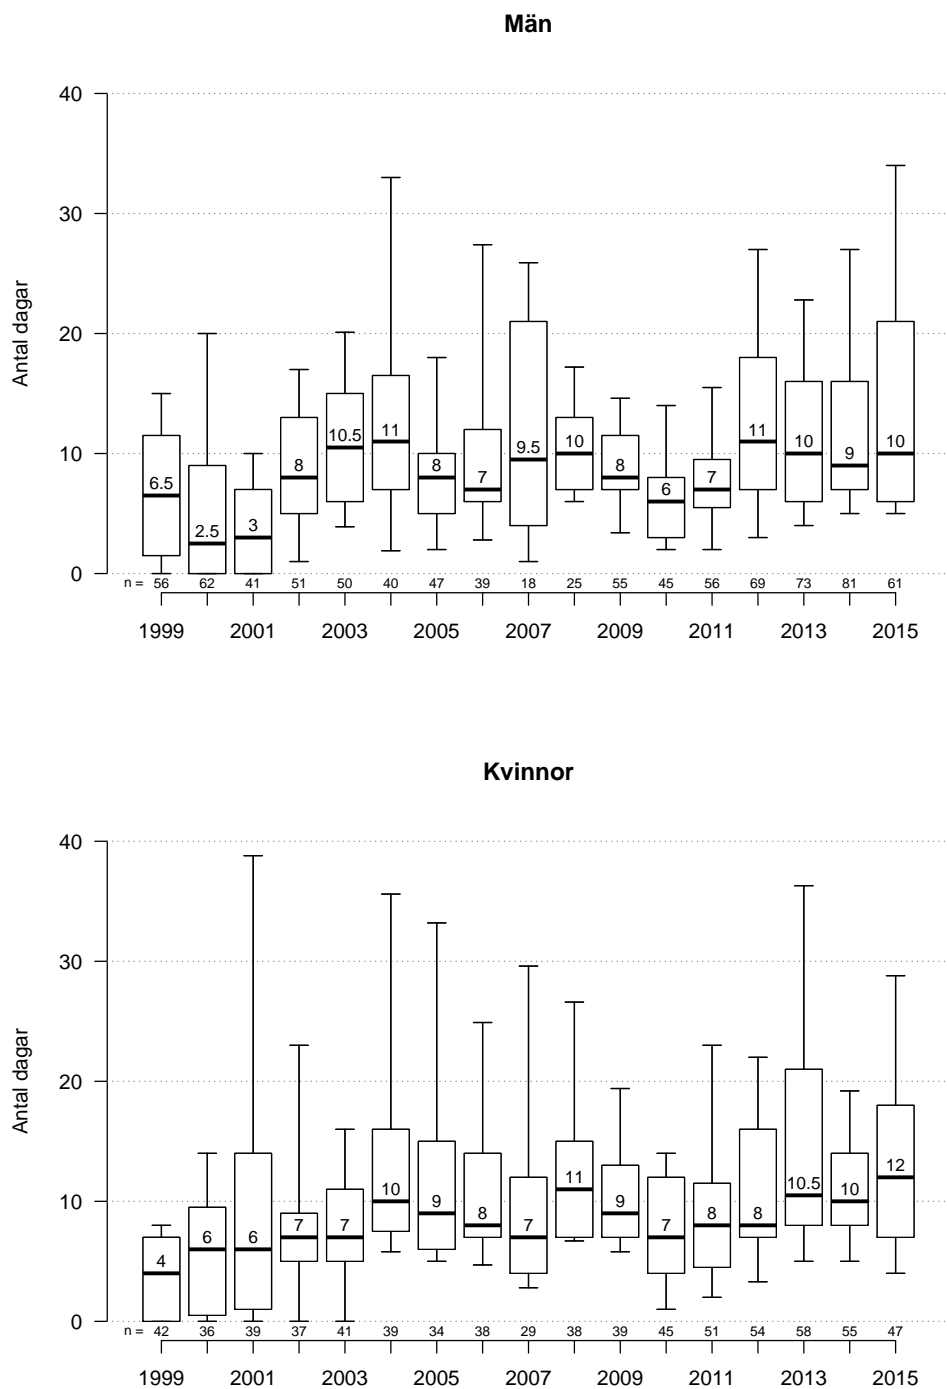 Män
40
30
20
10
0
Antal dagar
6.5 2.5 3 8 10.5 11 8 7 9.5 10 8 6 7 11 10 9 10
n = 56 62 41 51 50 40 47 39 18 25 55 45 56 69 73 81 61
1999 2001 2003 2005 2007 2009 2011 2013 2015
Kvinnor
40
30
20
10
0
Antal dagar
4 6 6 7 7 10 9 8 7 11 9 7 8 8 10.5 10 12
n = 42 36 39 37 41 39 34 38 29 38 39 45 51 54 58 55 47
1999 2001 2003 2005 2007 2009 2011 2013 2015